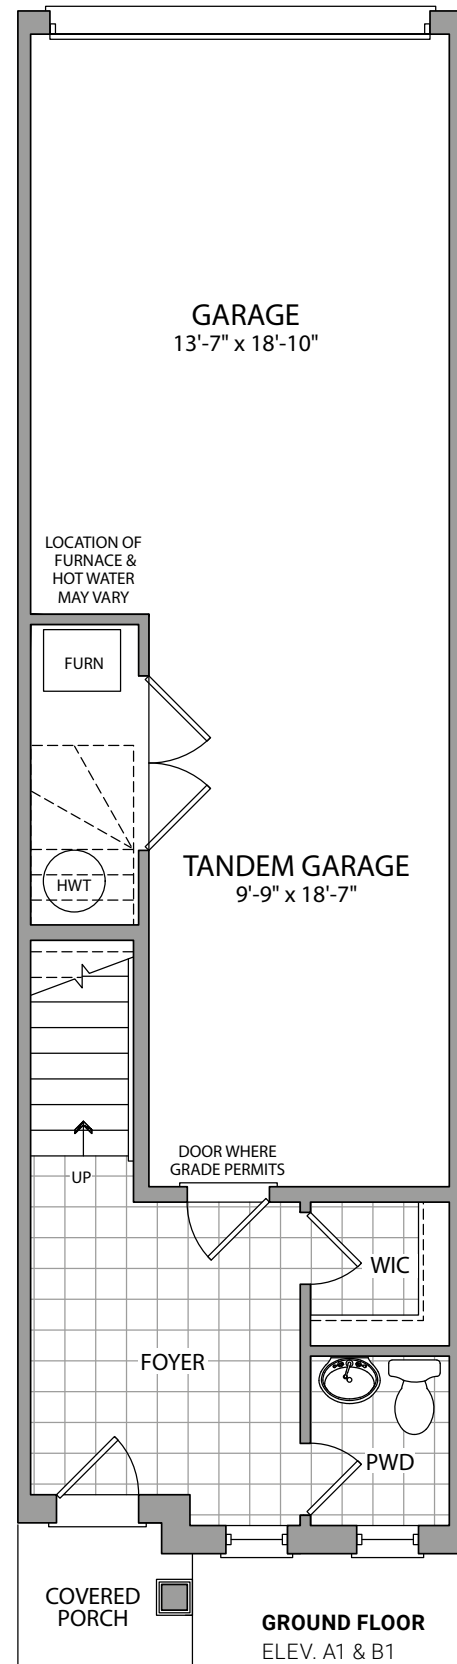 GARAGE
13'-7" x 18'-10"
LOCATION OF
FURNACE &
HOT WATER
MAY VARY
FURN
HWT
TANDEM GARAGE
9'-9" x 18'-7"
UP
DOOR WHERE
GRADE PERMITS
WIC
FOYER
PWD
COVERED
PORCH
GROUND FLOOR
ELEV. A1 & B1